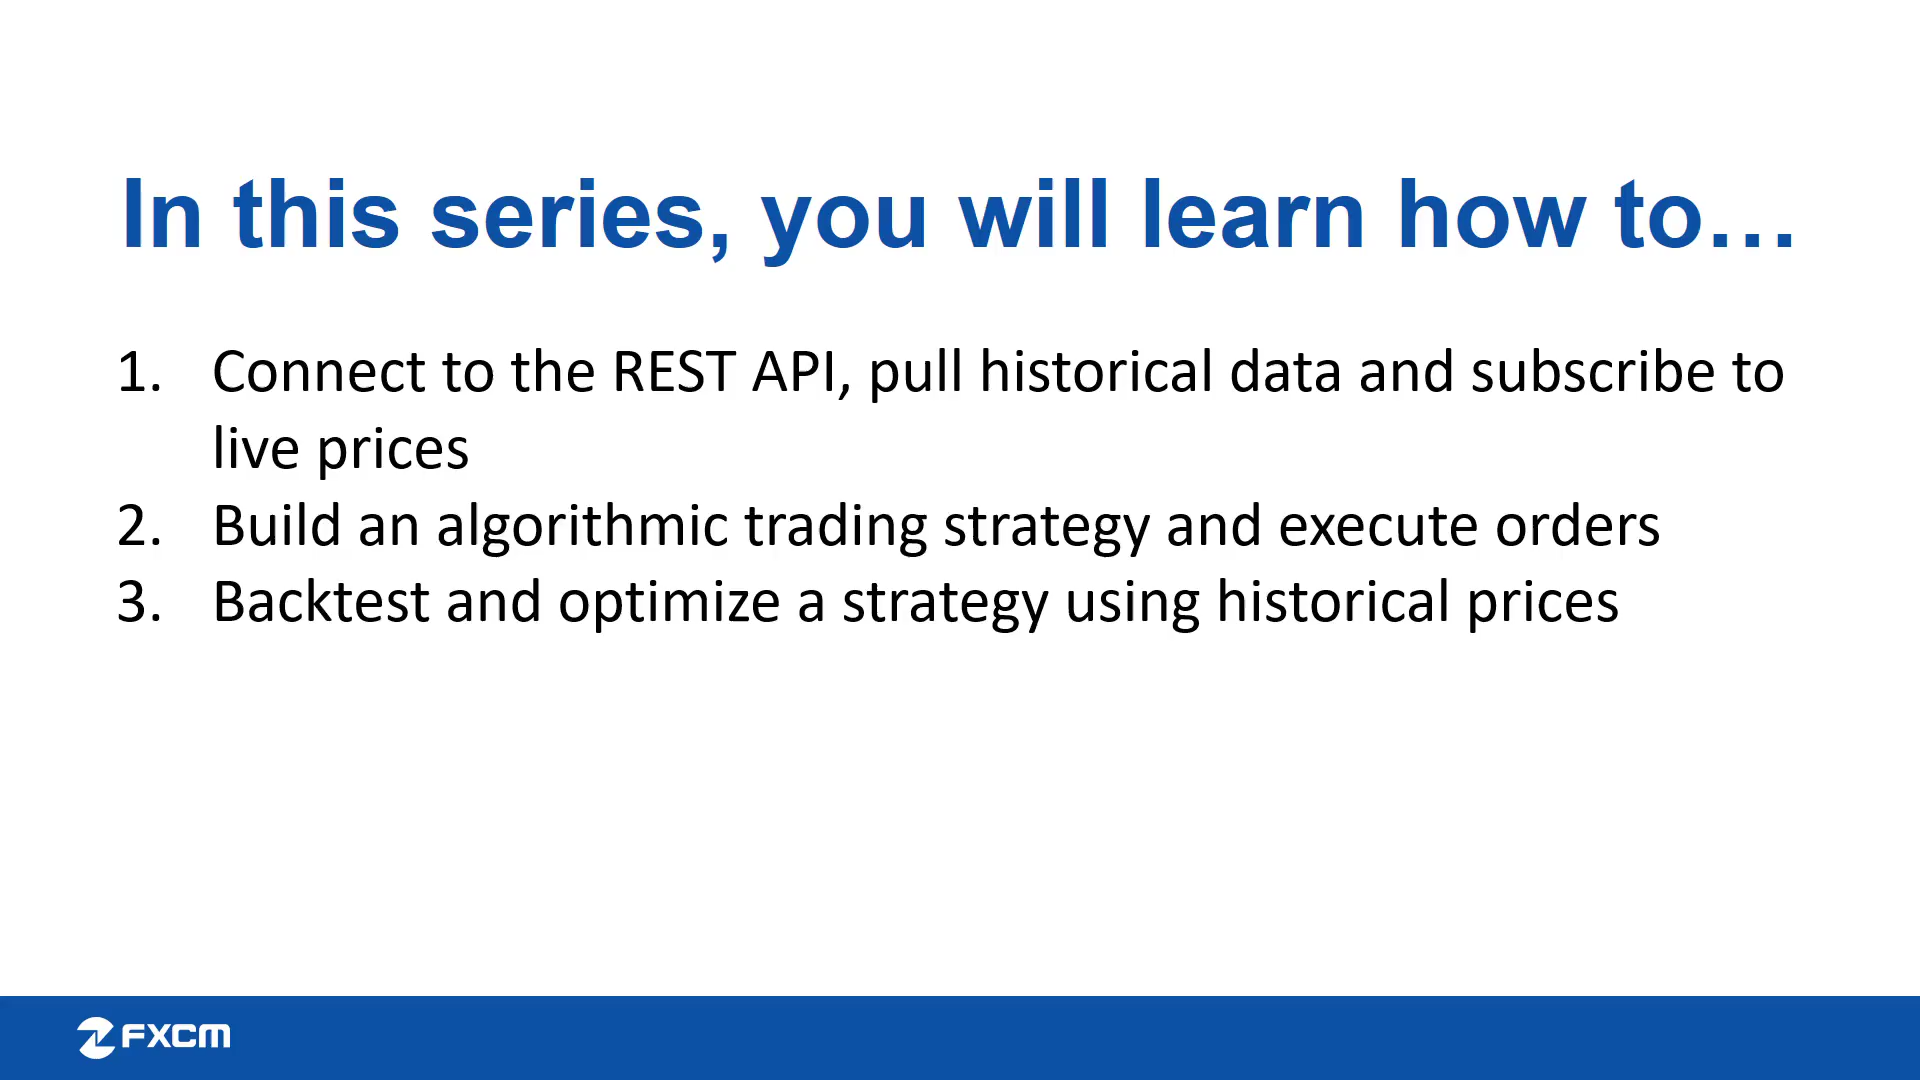 In this series, you will learn how to…
1. Connect to the REST API, pull historical data and subscribe to
live prices
2. Build an algorithmic trading strategy and execute orders
3. Backtest and optimize a strategy using historical prices
FXCM